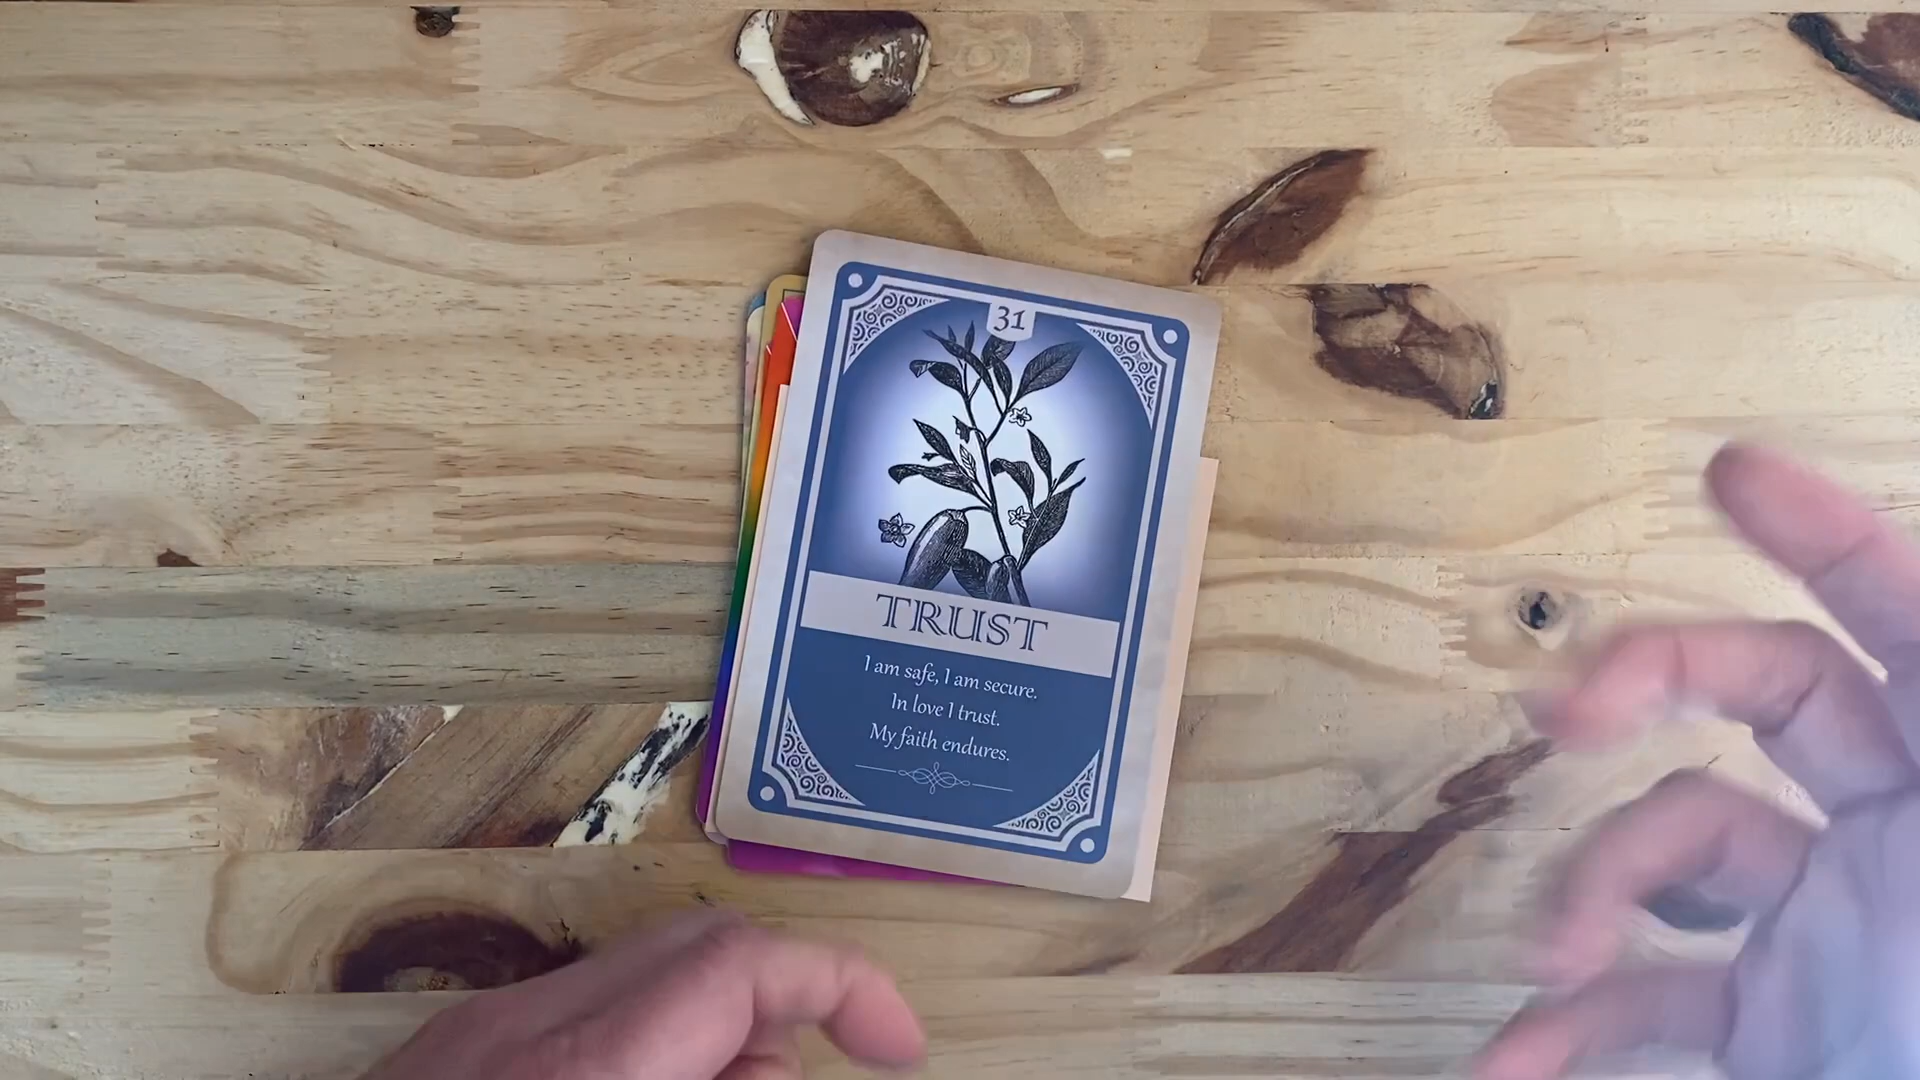 31
TRUST
I am safe, I am secure.
In love I trust.
My faith endures.